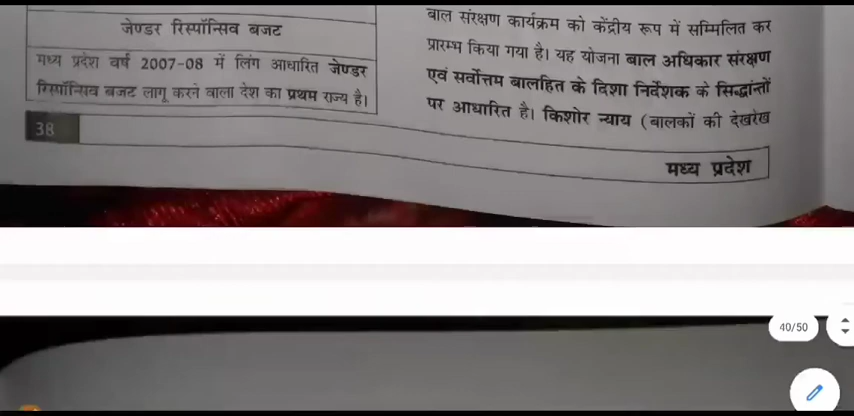 जेण्डर रिस्पॉन्सिव बजट
मध्य प्रदेश वर्ष 2007-08 में लिंग आधारित जेण्डर
रिस्पॉन्सिव बजट लागू करने वाला देश का प्रथम राज्य है।
38
बाल संरक्षण कार्यक्रम को केंद्रीय रूप में सम्मिलित कर
प्रारम्भ किया गया है। यह योजना बाल अधिकार संरक्षण
एवं सर्वोत्तम बालहित के दिशा निर्देशक के सिद्धांन्तों
पर आधारित है। किशोर न्याय (बालकों की देखरेख
मध्य प्रदेश
40/50